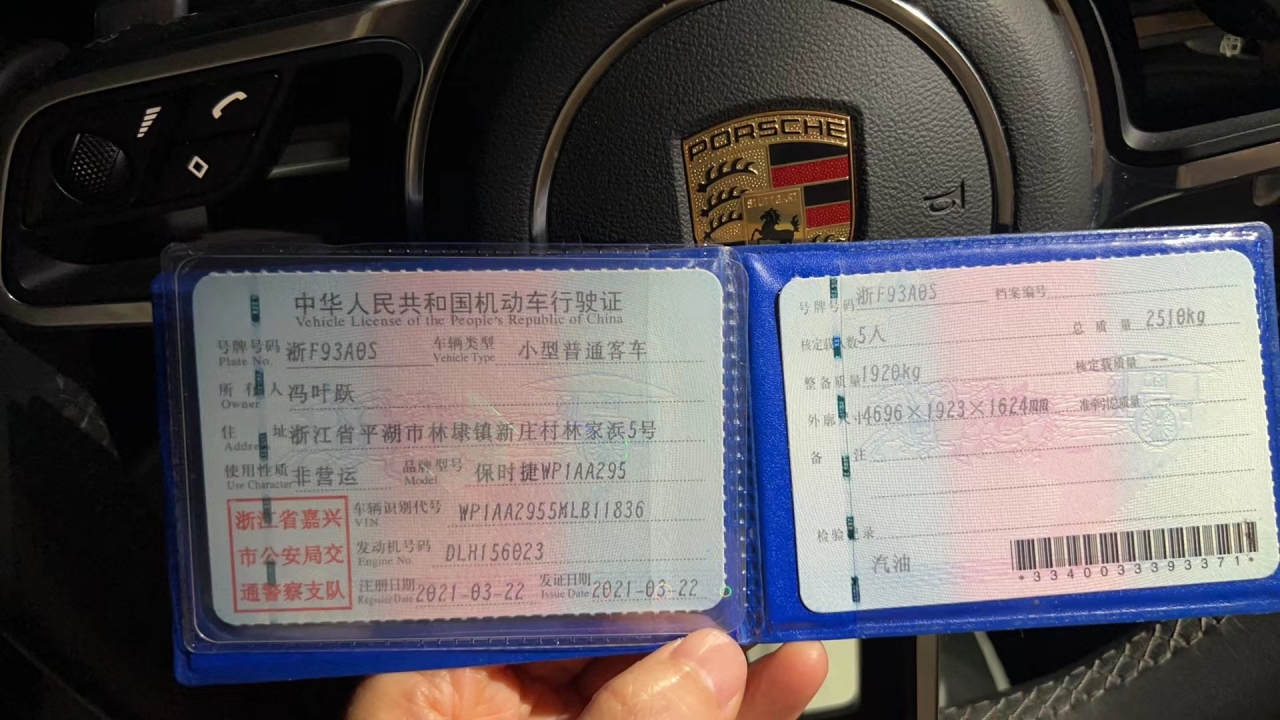 PORSCHE
STUTTGART
中华人民共和国机动车行驶证
Vehicle License of the People's Republic of China
号牌号码 浙F93A0S 车辆类型 小型普通客车
Plate No. Vehicle Type
所有人 冯叶跃
Owner
住址 浙江省平湖市林埭镇新庄村林家浜5号
Address
使用性质 非营运 品牌型号 保时捷WP1AA295
Use Character Model
浙江省嘉兴
市公安局交
通警察支队
车辆识别代号 WP1AA2955MLB11836
VIN
发动机号码 DLH156023
Engine No.
注册日期 2021-03-22 发证日期 2021-03-22
Register Date Issue Date
号牌号码 浙F93A0S 档案编号
核定载人数 5人 总质量 2510kg
整备质量 1920kg 核定载质量 --
外廓尺寸 4696×1923×1624mm 准牵引总质量
备注
检验记录
汽油
*3340033393371*